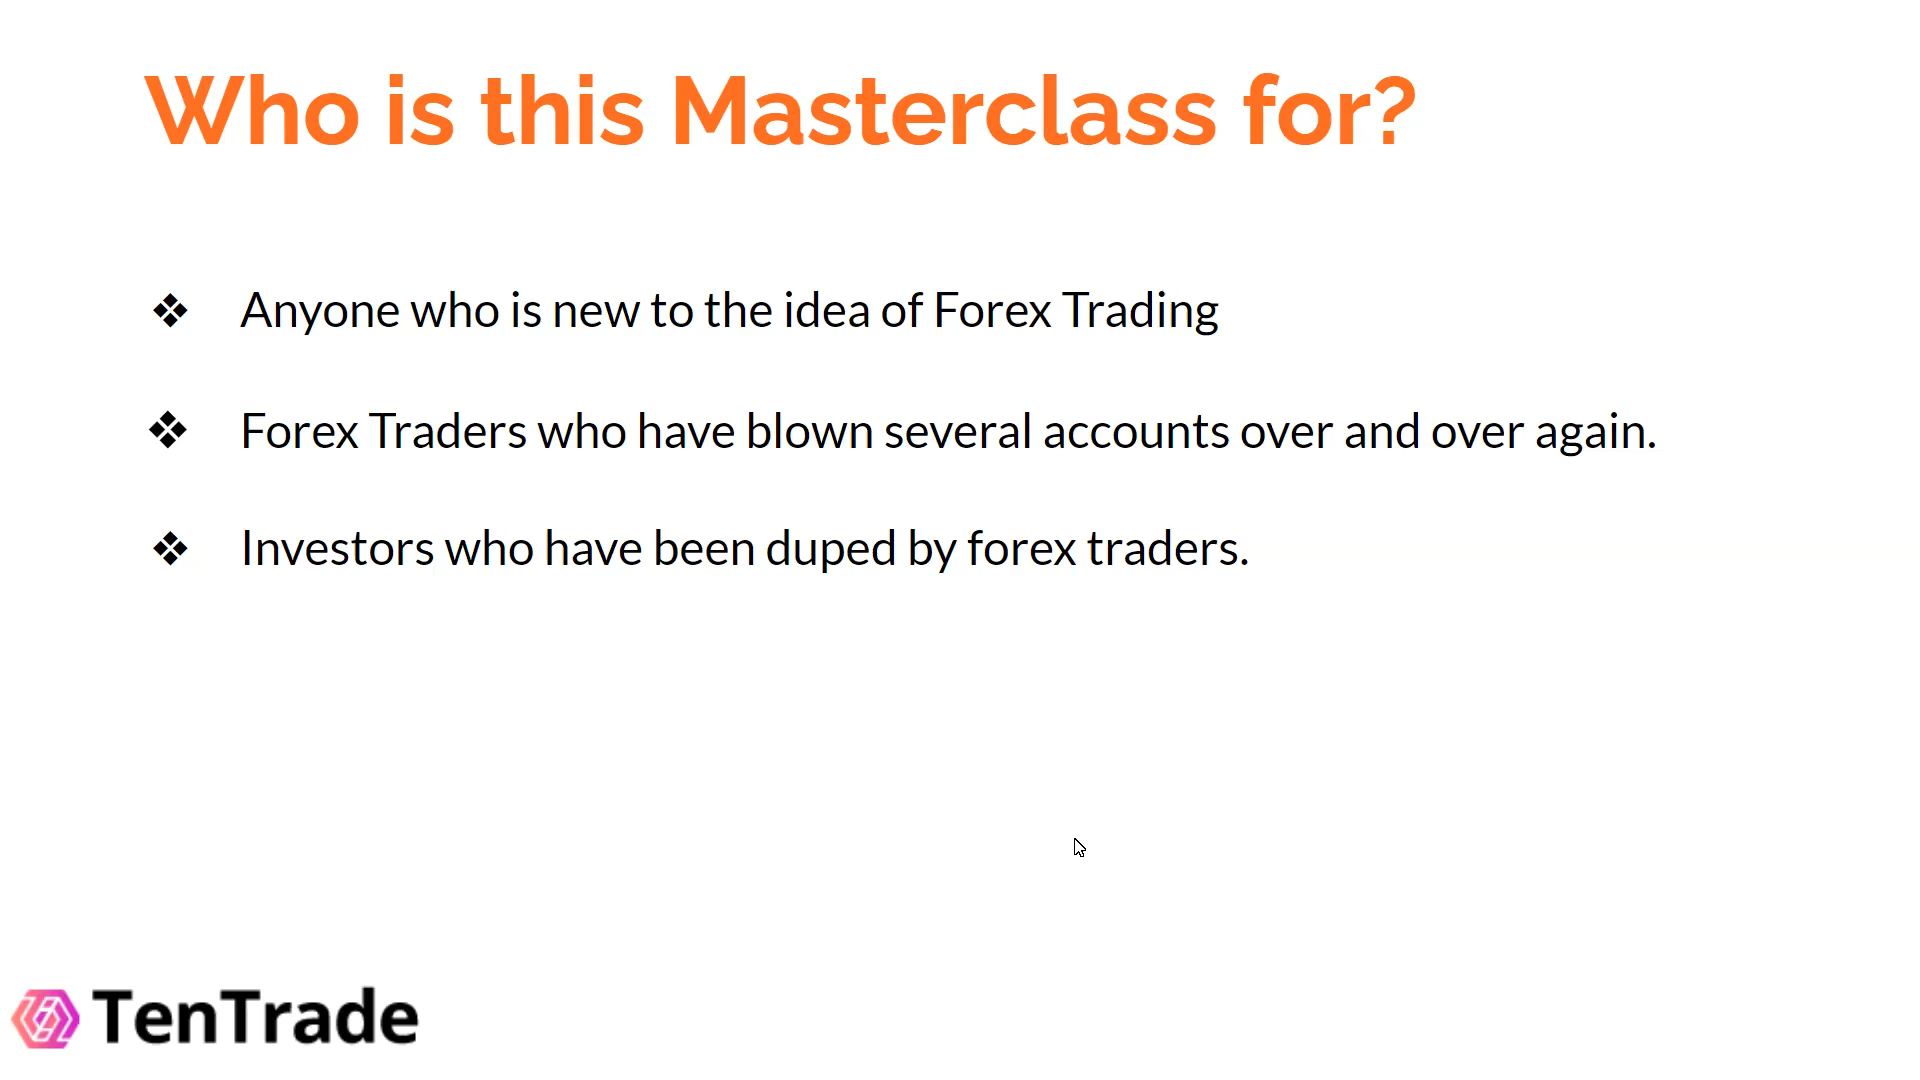 Who is this Masterclass for?
❖ Anyone who is new to the idea of Forex Trading
❖ Forex Traders who have blown several accounts over and over again.
❖ Investors who have been duped by forex traders.
TenTrade